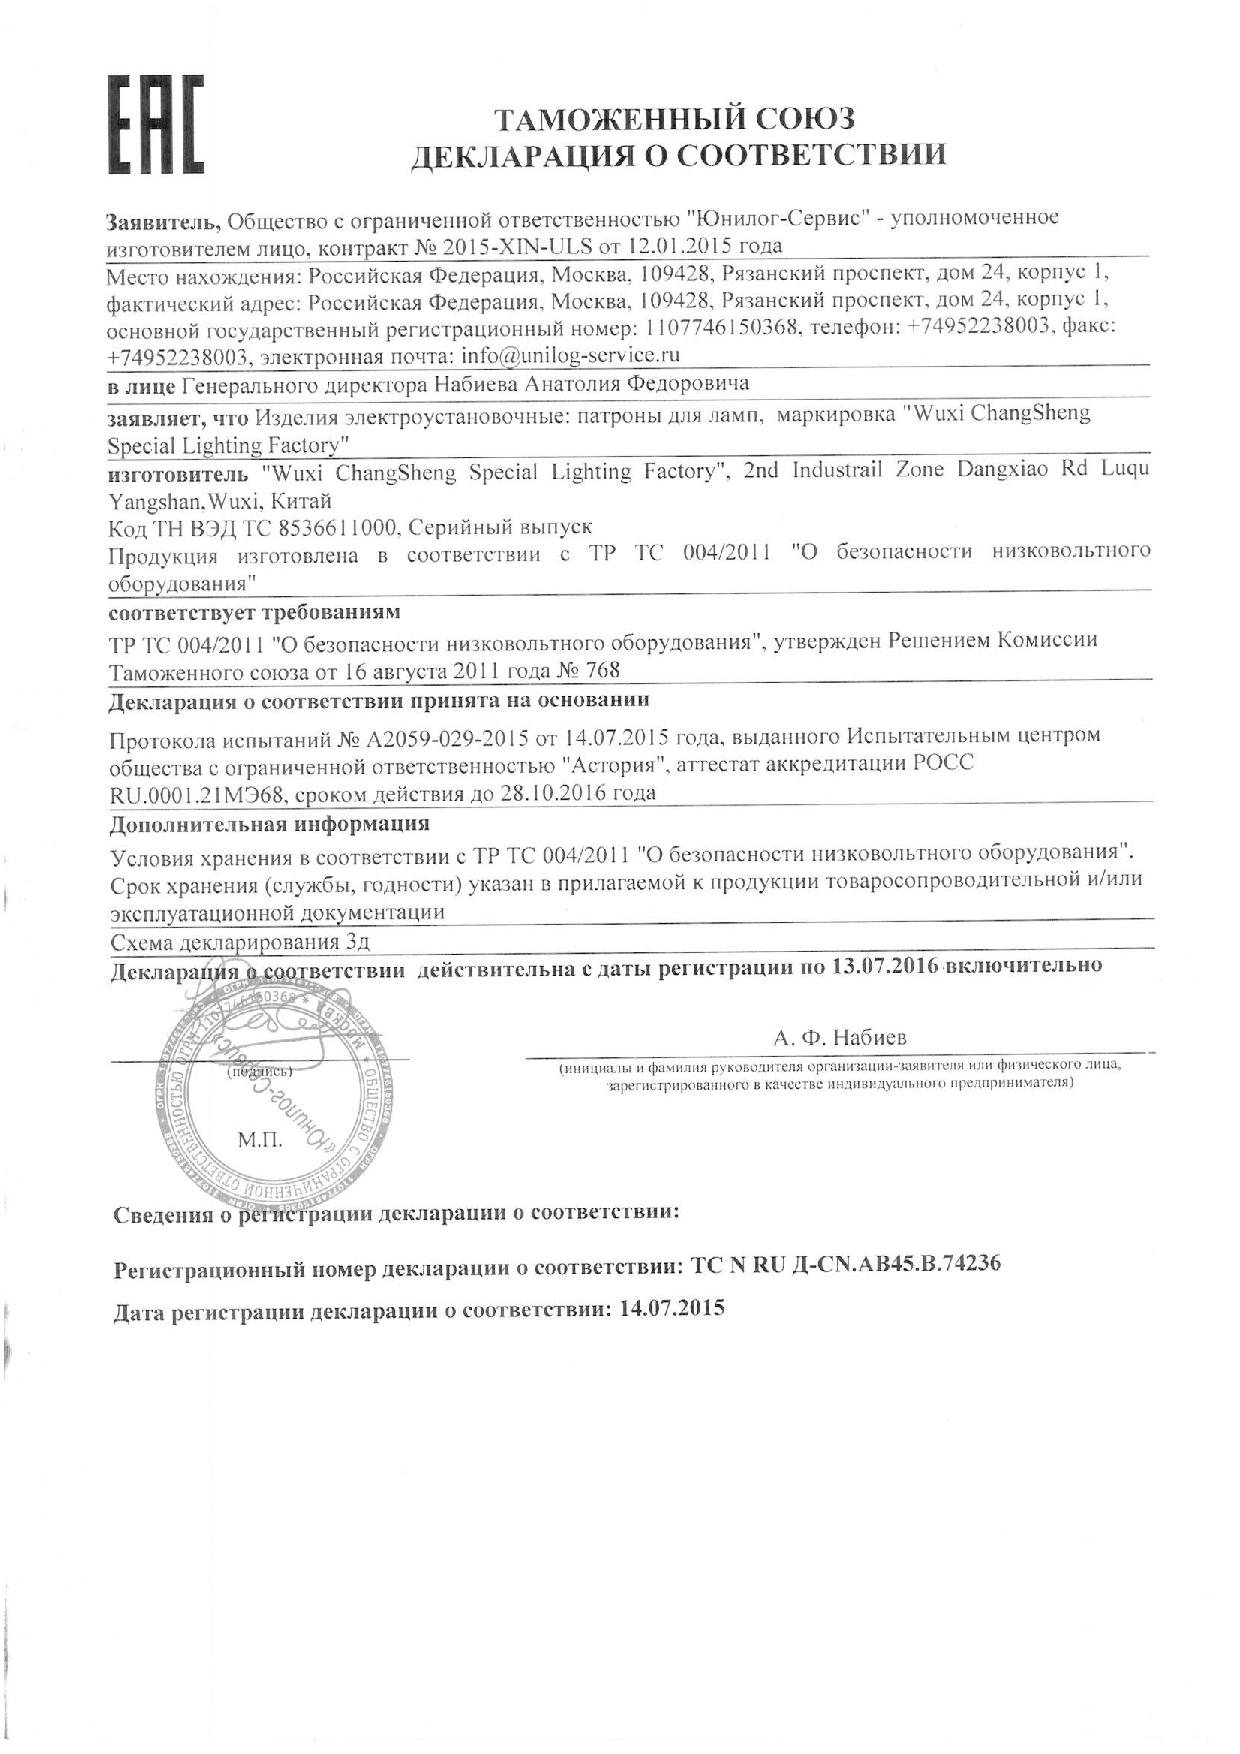 ЕАС
ТАМОЖЕННЫЙ СОЮЗ
ДЕКЛАРАЦИЯ О СООТВЕТСТВИИ
Заявитель, Общество с ограниченной ответственностью "Юнилог-Сервис" - уполномоченное
изготовителем лицо, контракт № 2015-XIN-ULS от 12.01.2015 года
Место нахождения: Российская Федерация, Москва, 109428, Рязанский проспект, дом 24, корпус 1,
фактический адрес: Российская Федерация, Москва, 109428, Рязанский проспект, дом 24, корпус 1,
основной государственный регистрационный номер: 1107746150368, телефон: +74952238003, факс:
+74952238003, электронная почта: info@unilog-service.ru
в лице Генерального директора Набиева Анатолия Федоровича
заявляет, что Изделия электроустановочные: патроны для ламп, маркировка "Wuxi ChangSheng
Special Lighting Factory"
изготовитель "Wuxi ChangSheng Special Lighting Factory", 2nd Industrail Zone Dangxiao Rd Luqu
Yangshan,Wuxi, Китай
Код ТН ВЭД ТС 8536611000, Серийный выпуск
Продукция изготовлена в соответствии с ТР ТС 004/2011 "О безопасности низковольтного
оборудования"
соответствует требованиям
ТР ТС 004/2011 "О безопасности низковольтного оборудования", утвержден Решением Комиссии
Таможенного союза от 16 августа 2011 года № 768
Декларация о соответствии принята на основании
Протокола испытаний № А2059-029-2015 от 14.07.2015 года, выданного Испытательным центром
общества с ограниченной ответственностью "Астория", аттестат аккредитации РОСС
RU.0001.21МЭ68, сроком действия до 28.10.2016 года
Дополнительная информация
Условия хранения в соответствии с ТР ТС 004/2011 "О безопасности низковольтного оборудования".
Срок хранения (службы, годности) указан в прилагаемой к продукции товаросопроводительной и/или
эксплуатационной документации
Схема декларирования 3д
Декларация о соответствии действительна с даты регистрации по 13.07.2016 включительно
А. Ф. Набиев
(подпись)
(инициалы и фамилия руководителя организации-заявителя или физического лица,
зарегистрированного в качестве индивидуального предпринимателя)
М.П.
ОБЩЕСТВО С ОГРАНИЧЕННОЙ ОТВЕТСТВЕННОСТЬЮ ОГРН 1107746150368 * МОСКВА *
«Юнилог-Сервис»
Сведения о регистрации декларации о соответствии:
Регистрационный номер декларации о соответствии: ТС N RU Д-CN.АВ45.В.74236
Дата регистрации декларации о соответствии: 14.07.2015